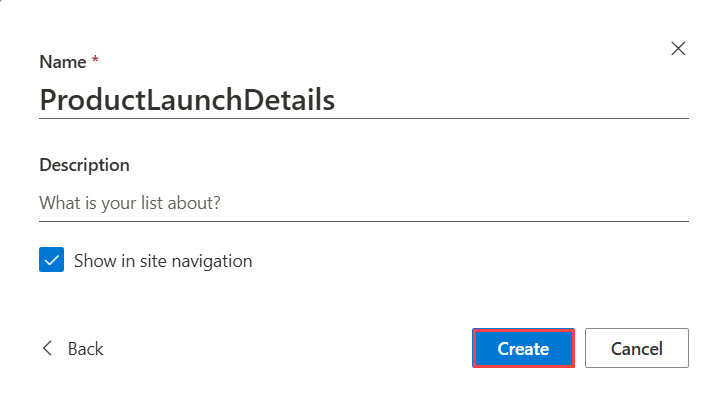 Name *
ProductLaunchDetails
Description
What is your list about?
Show in site navigation
Back
Create
Cancel